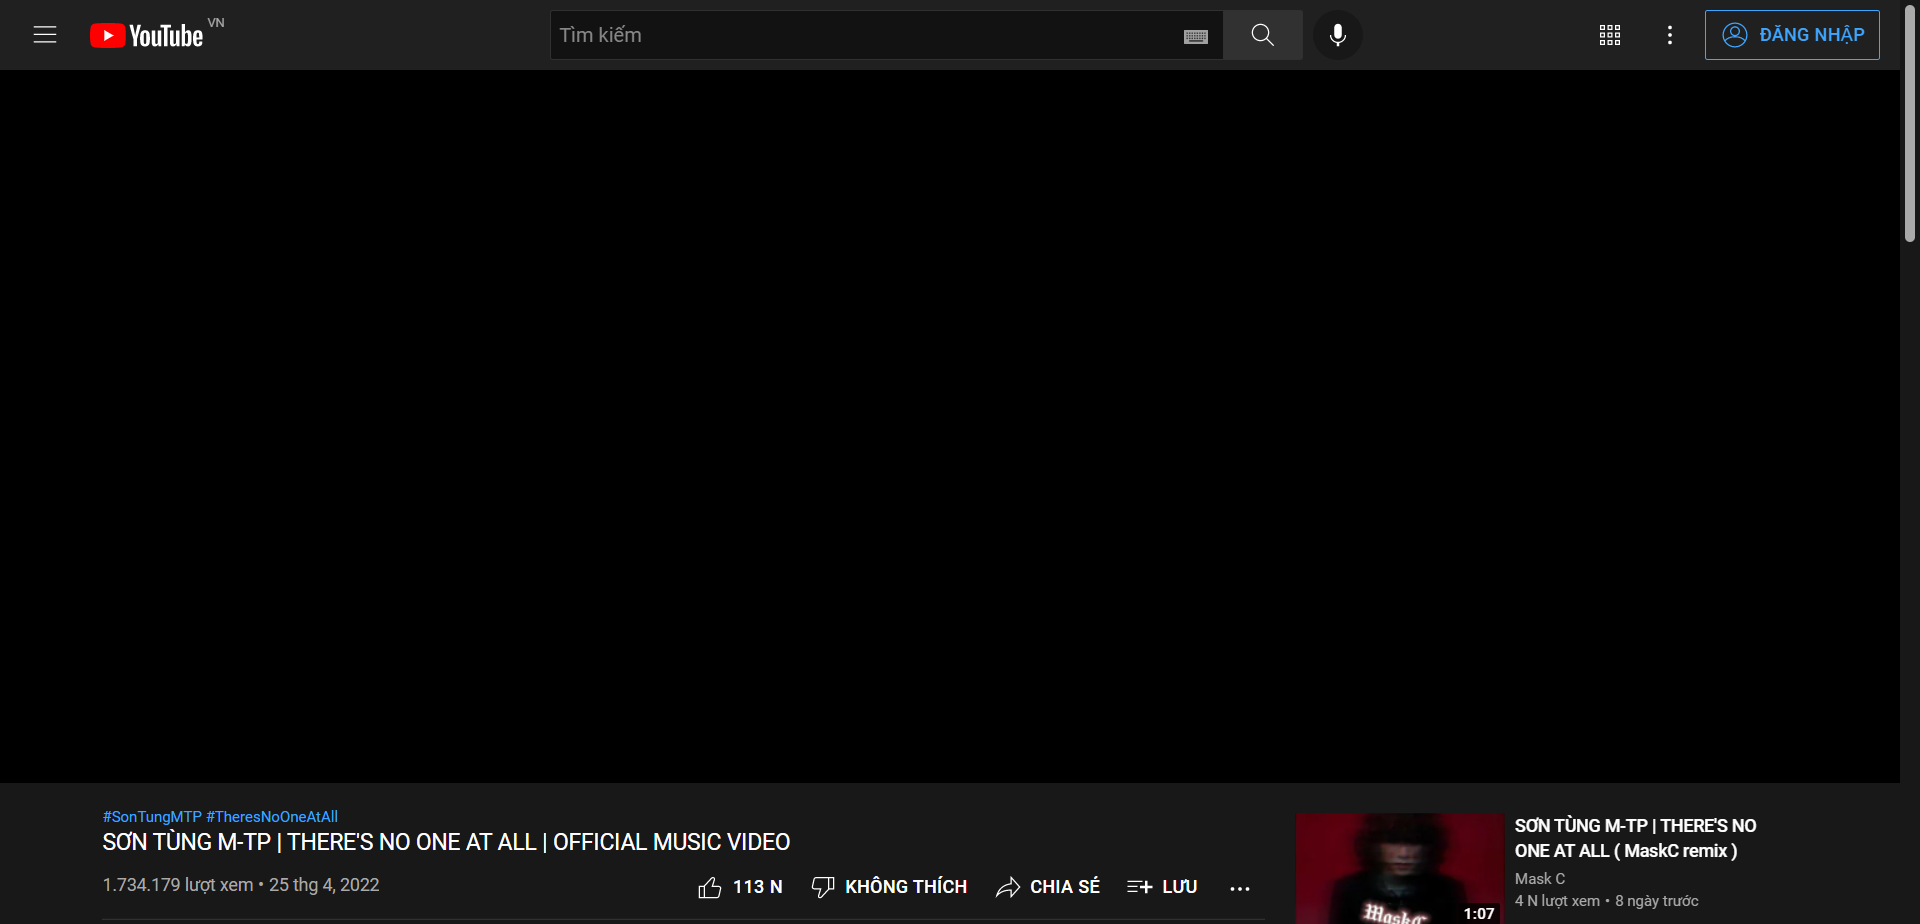 YouTube VN
Tìm kiếm
ĐĂNG NHẬP
#SonTungMTP #TheresNoOneAtAll
SƠN TÙNG M-TP | THERE'S NO ONE AT ALL | OFFICIAL MUSIC VIDEO
1.734.179 lượt xem • 25 thg 4, 2022
113 N
KHÔNG THÍCH
CHIA SẺ
LƯU
MaskC
1:07
SƠN TÙNG M-TP | THERE'S NO
ONE AT ALL ( MaskC remix )
Mask C
4 N lượt xem • 8 ngày trước